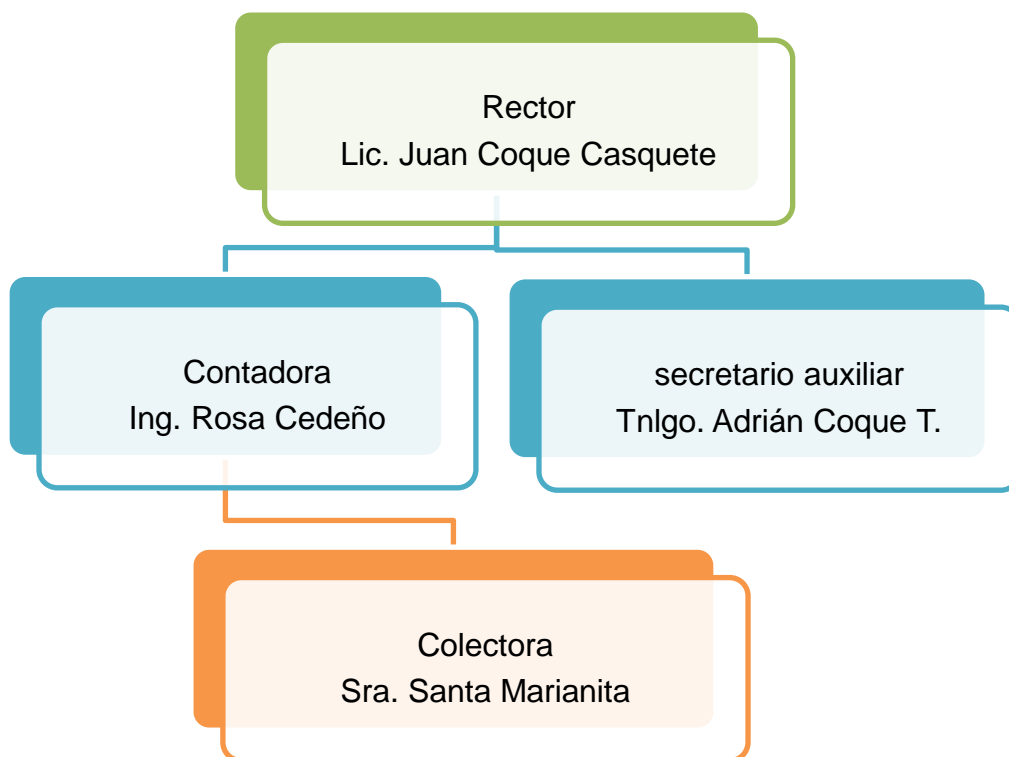 Rector
Lic. Juan Coque Casquete
Contadora
Ing. Rosa Cedeño
secretario auxiliar
Tnlgo. Adrián Coque T.
Colectora
Sra. Santa Marianita